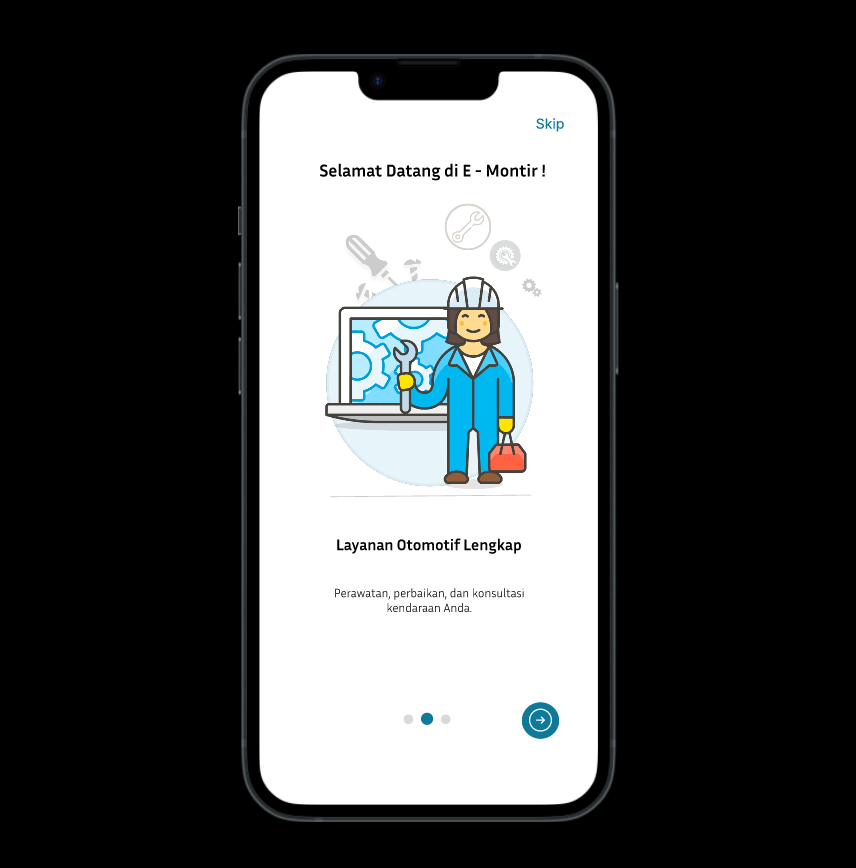 Skip
Selamat Datang di E - Montir !
Layanan Otomotif Lengkap
Perawatan, perbaikan, dan konsultasi
kendaraan Anda.